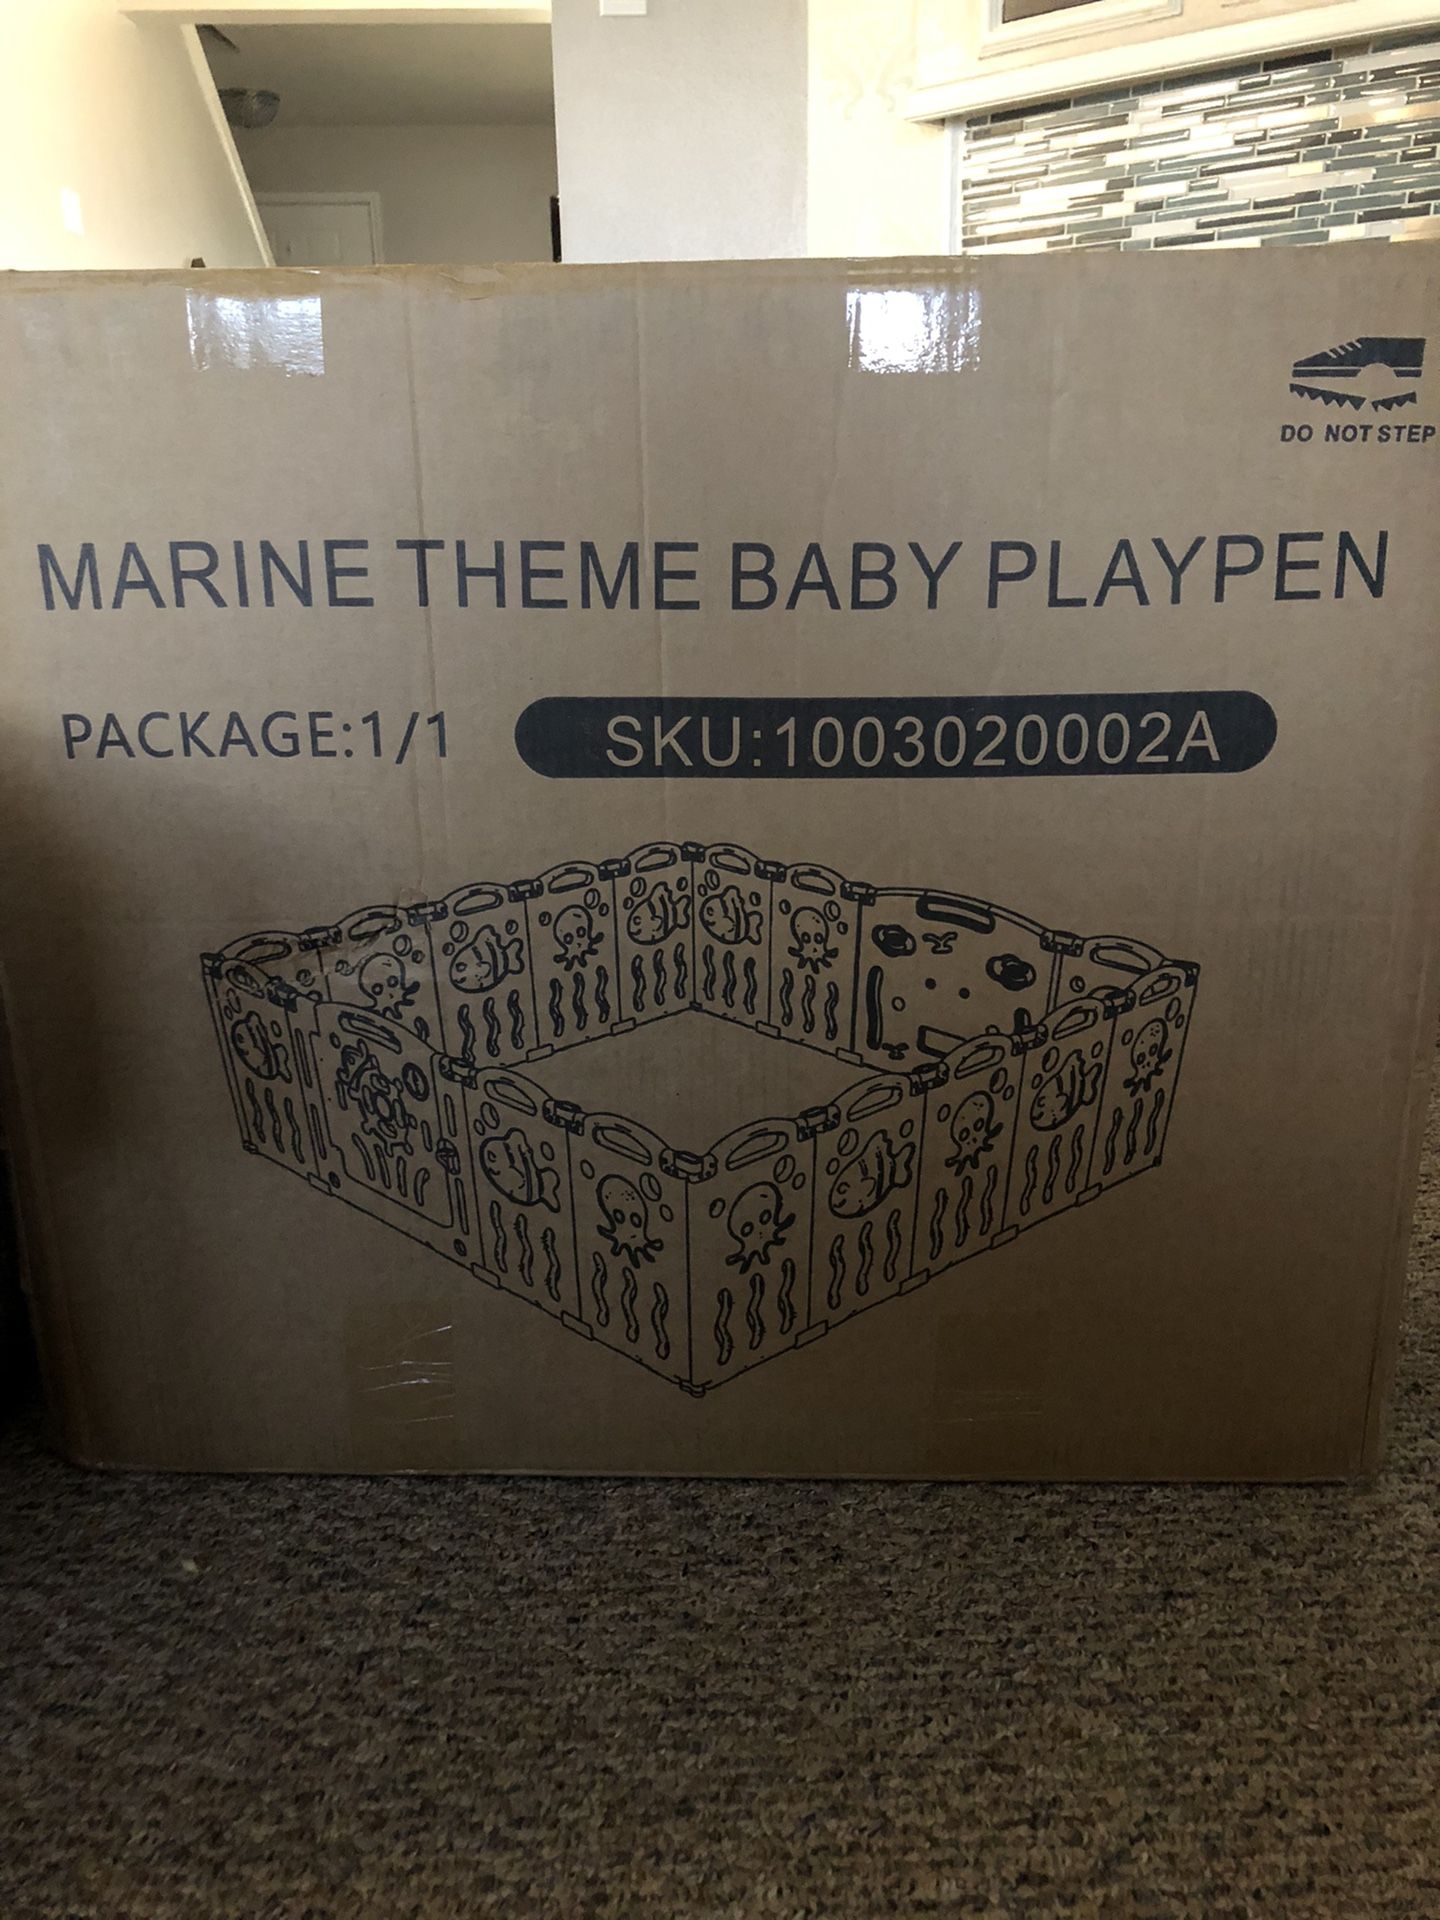 DO NOT STEP
MARINE THEME BABY PLAYPEN
PACKAGE:1/1 SKU:1003020002A